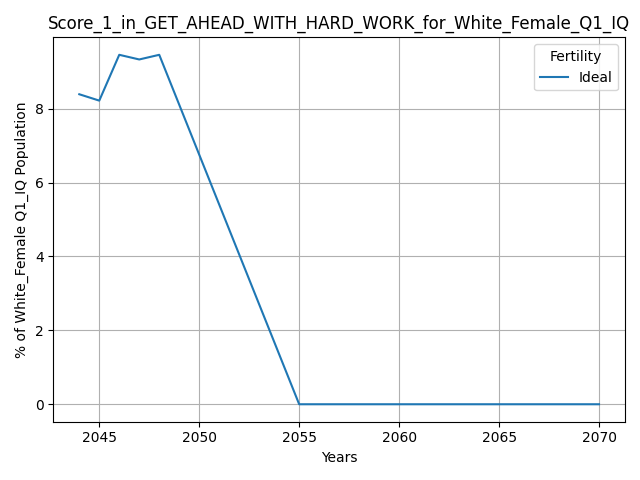 Score_1_in_GET_AHEAD_WITH_HARD_WORK_for_White_Female_Q1_IQ
Fertility
Ideal
% of White_Female Q1_IQ Population
8
6
4
2
0
2045 2050 2055 2060 2065 2070
Years